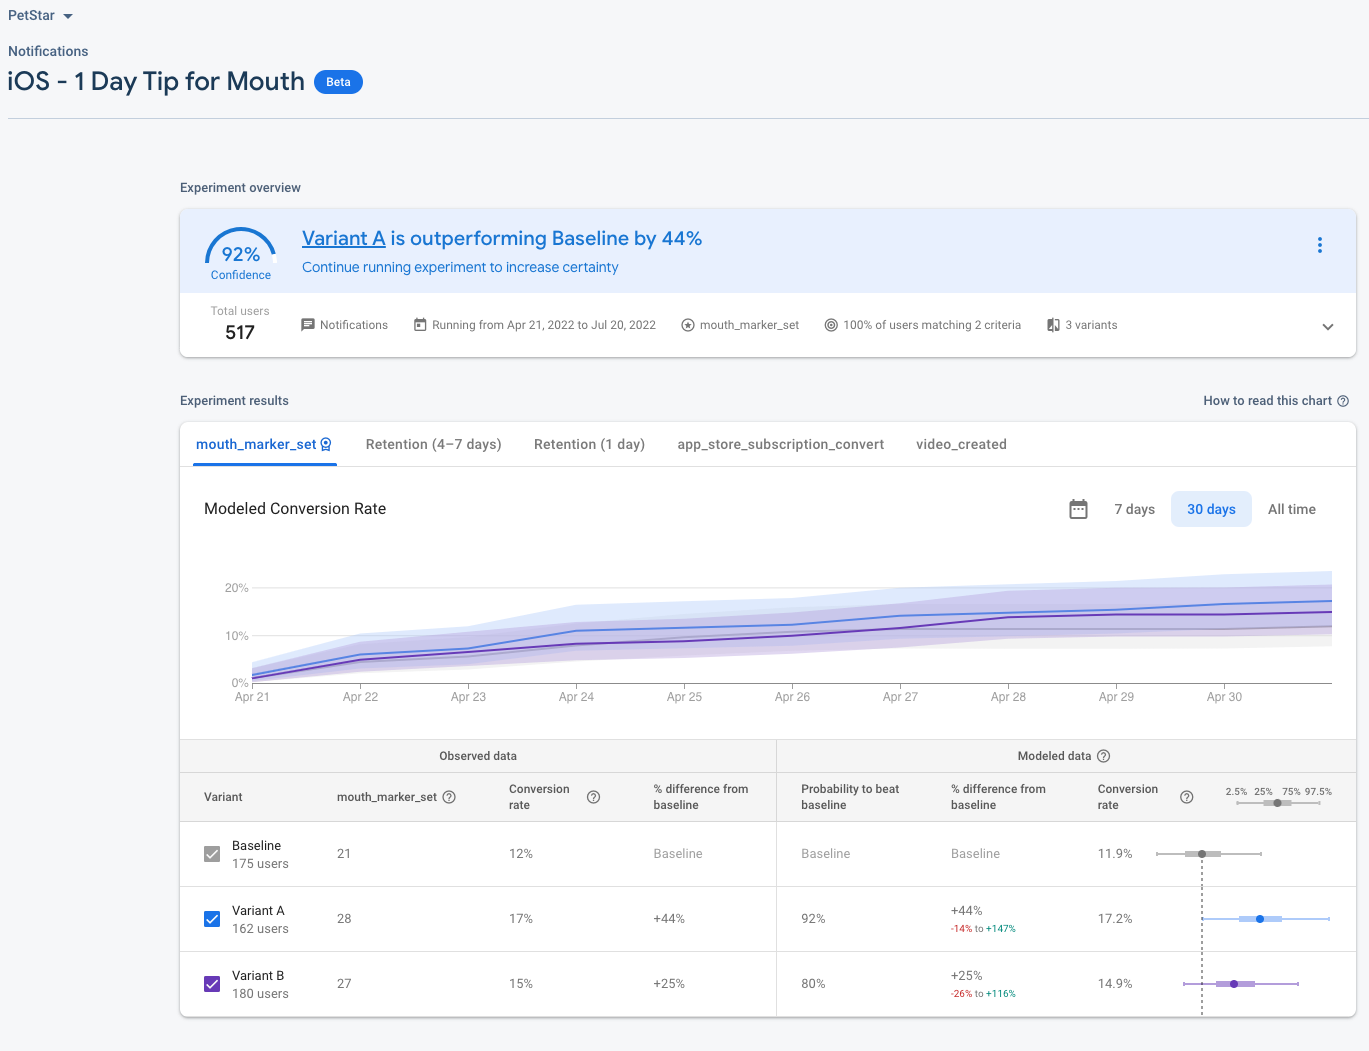 PetStar
Notifications
iOS - 1 Day Tip for Mouth Beta
Experiment overview
92%
Confidence
Variant A is outperforming Baseline by 44%
Continue running experiment to increase certainty
Total users
517
Notifications
Running from Apr 21, 2022 to Jul 20, 2022
mouth_marker_set
100% of users matching 2 criteria
3 variants
Experiment results
How to read this chart
mouth_marker_set
Retention (4–7 days)
Retention (1 day)
app_store_subscription_convert
video_created
Modeled Conversion Rate
7 days
30 days
All time
20%
10%
0%
Apr 21
Apr 22
Apr 23
Apr 24
Apr 25
Apr 26
Apr 27
Apr 28
Apr 29
Apr 30
Observed data
Modeled data
Variant
mouth_marker_set
Conversion
rate
% difference from
baseline
Probability to beat
baseline
% difference from
baseline
Conversion
rate
2.5% 25% 75% 97.5%
Baseline
175 users
21
12%
Baseline
Baseline
Baseline
11.9%
Variant A
162 users
28
17%
+44%
92%
+44%
-14% to +147%
17.2%
Variant B
180 users
27
15%
+25%
80%
+25%
-26% to +116%
14.9%